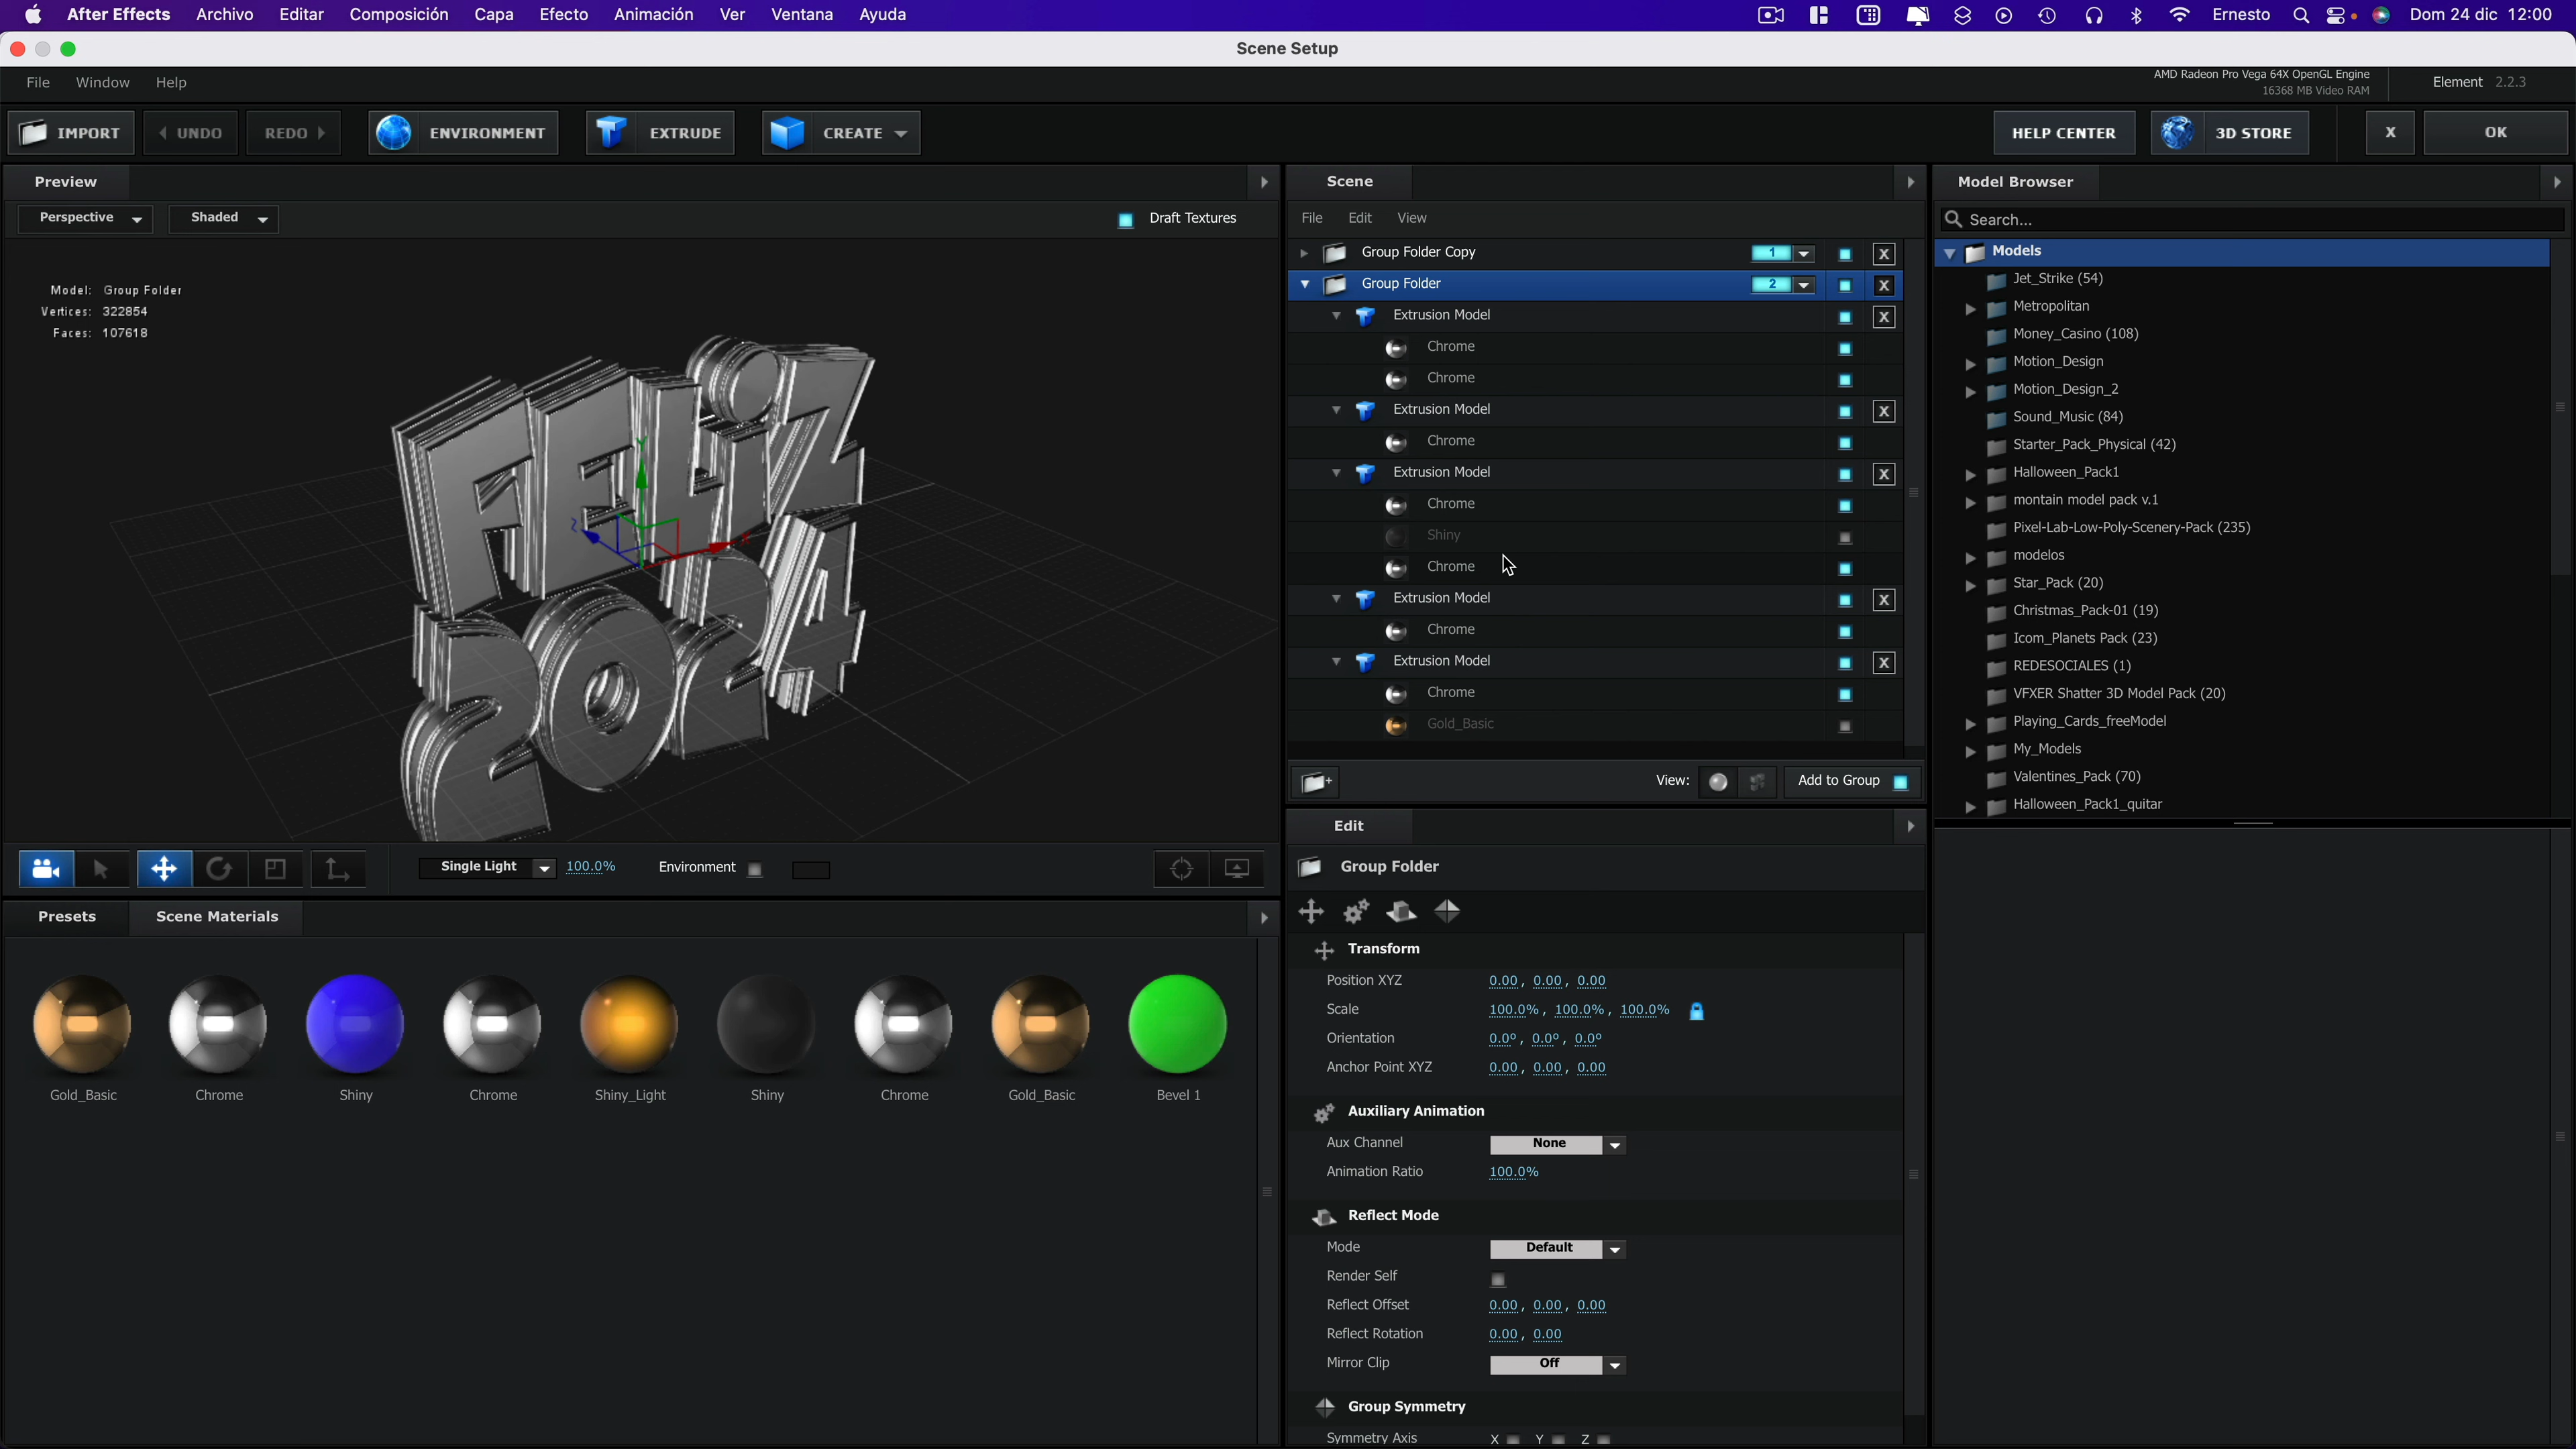 After Effects Archivo Editar Composición Capa Efecto Animación Ver Ventana Ayuda Ernesto Dom 24 dic 12:00
Scene Setup
File Window Help
AMD Radeon Pro Vega 64X OpenGL Engine
16368 MB Video RAM
Element 2.2.3
IMPORT UNDO REDO ENVIRONMENT EXTRUDE CREATE HELP CENTER 3D STORE X OK
Preview
Perspective Shaded Draft Textures
Model: Group Folder
Vertices: 322854
Faces: 107618
FELIZ
2024
Y
Z
X
Single Light 100.0% Environment
Presets Scene Materials
Gold_Basic Chrome Shiny Chrome Shiny_Light Shiny Chrome Gold_Basic Bevel 1
Scene
File Edit View
Group Folder Copy 1 X
Group Folder 2 X
Extrusion Model X
Chrome
Chrome
Extrusion Model X
Chrome
Extrusion Model X
Chrome
Shiny
Chrome
Extrusion Model X
Chrome
Extrusion Model X
Chrome
Gold_Basic
View: Add to Group
Edit
Group Folder
Transform
Position XYZ 0.00, 0.00, 0.00
Scale 100.0%, 100.0%, 100.0%
Orientation 0.0º, 0.0º, 0.0º
Anchor Point XYZ 0.00, 0.00, 0.00
Auxiliary Animation
Aux Channel None
Animation Ratio 100.0%
Reflect Mode
Mode Default
Render Self
Reflect Offset 0.00, 0.00, 0.00
Reflect Rotation 0.00, 0.00
Mirror Clip Off
Group Symmetry
Symmetry Axis X Y Z
Model Browser
Search...
Models
Jet_Strike (54)
Metropolitan
Money_Casino (108)
Motion_Design
Motion_Design_2
Sound_Music (84)
Starter_Pack_Physical (42)
Halloween_Pack1
montain model pack v.1
Pixel-Lab-Low-Poly-Scenery-Pack (235)
modelos
Star_Pack (20)
Christmas_Pack-01 (19)
Icom_Planets Pack (23)
REDESOCIALES (1)
VFXER Shatter 3D Model Pack (20)
Playing_Cards_freeModel
My_Models
Valentines_Pack (70)
Halloween_Pack1_quitar